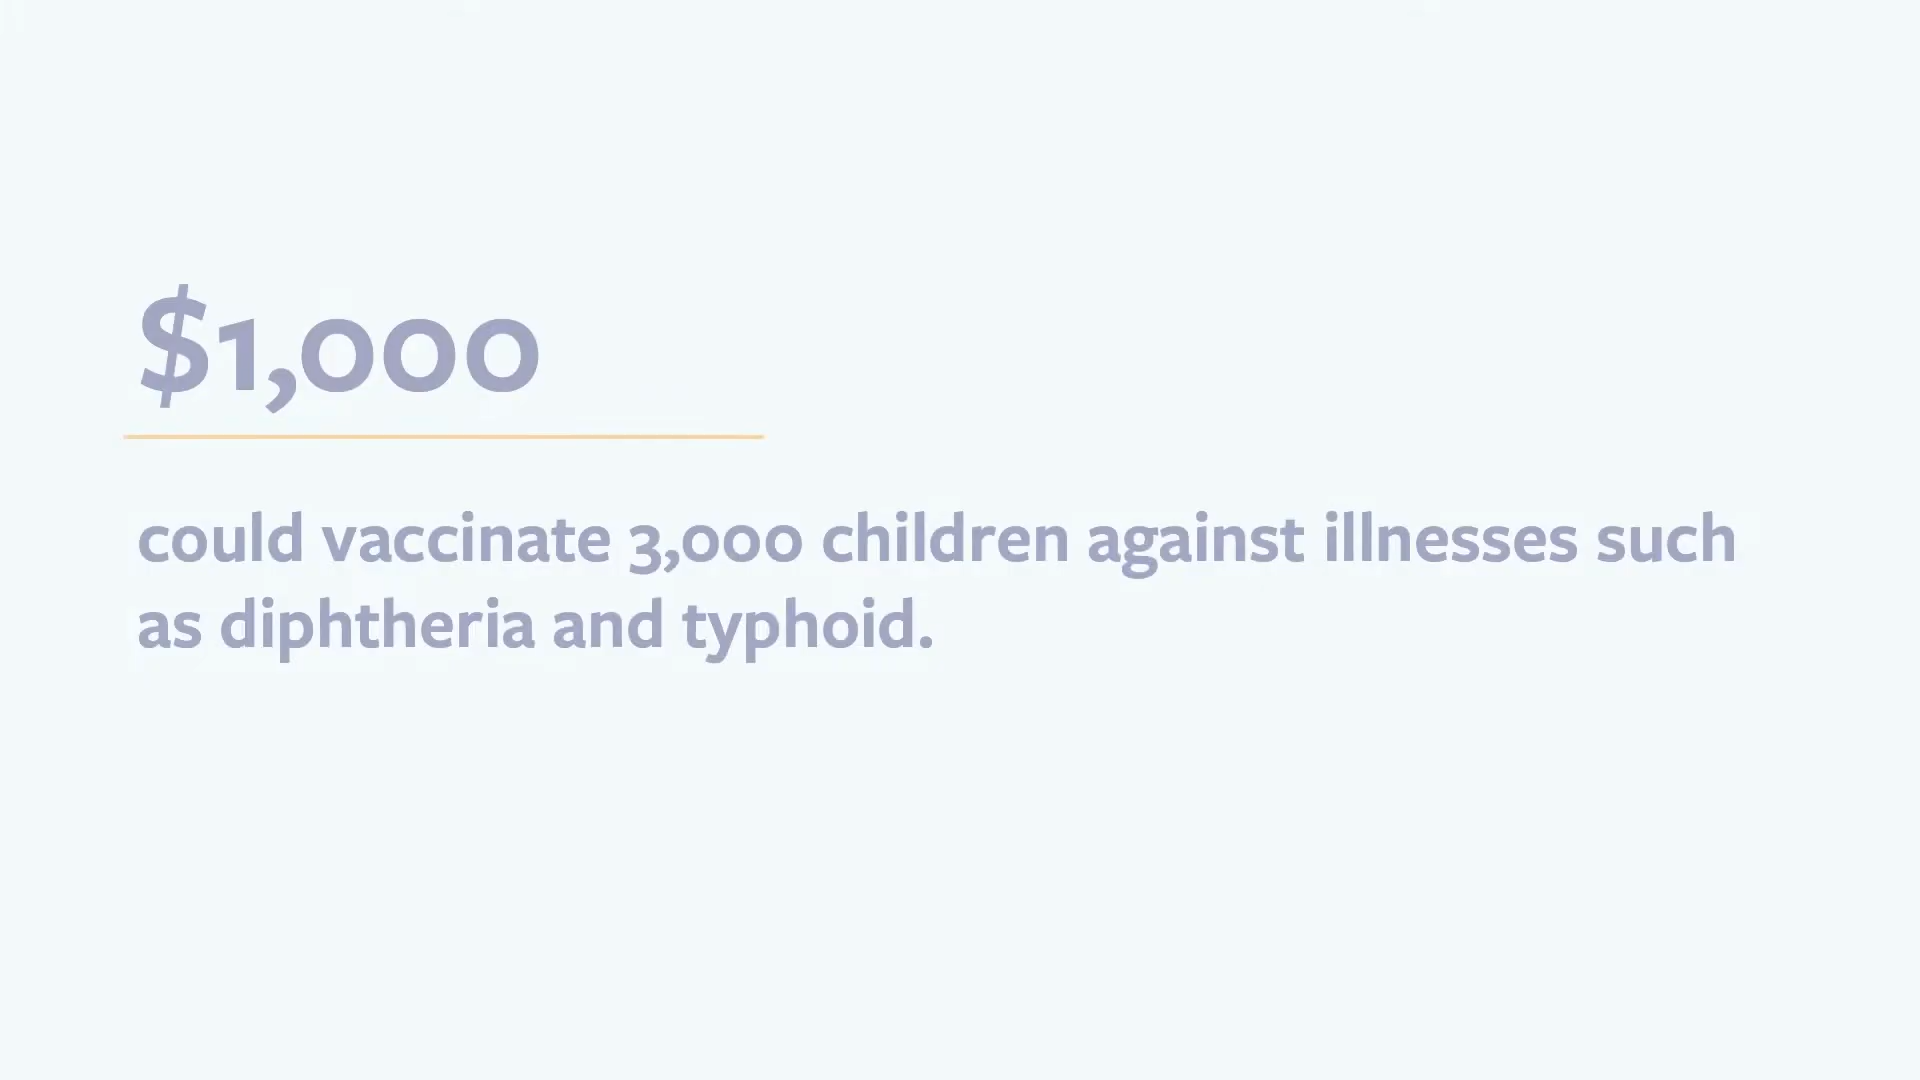 $1,000
could vaccinate 3,000 children against illnesses such
as diphtheria and typhoid.